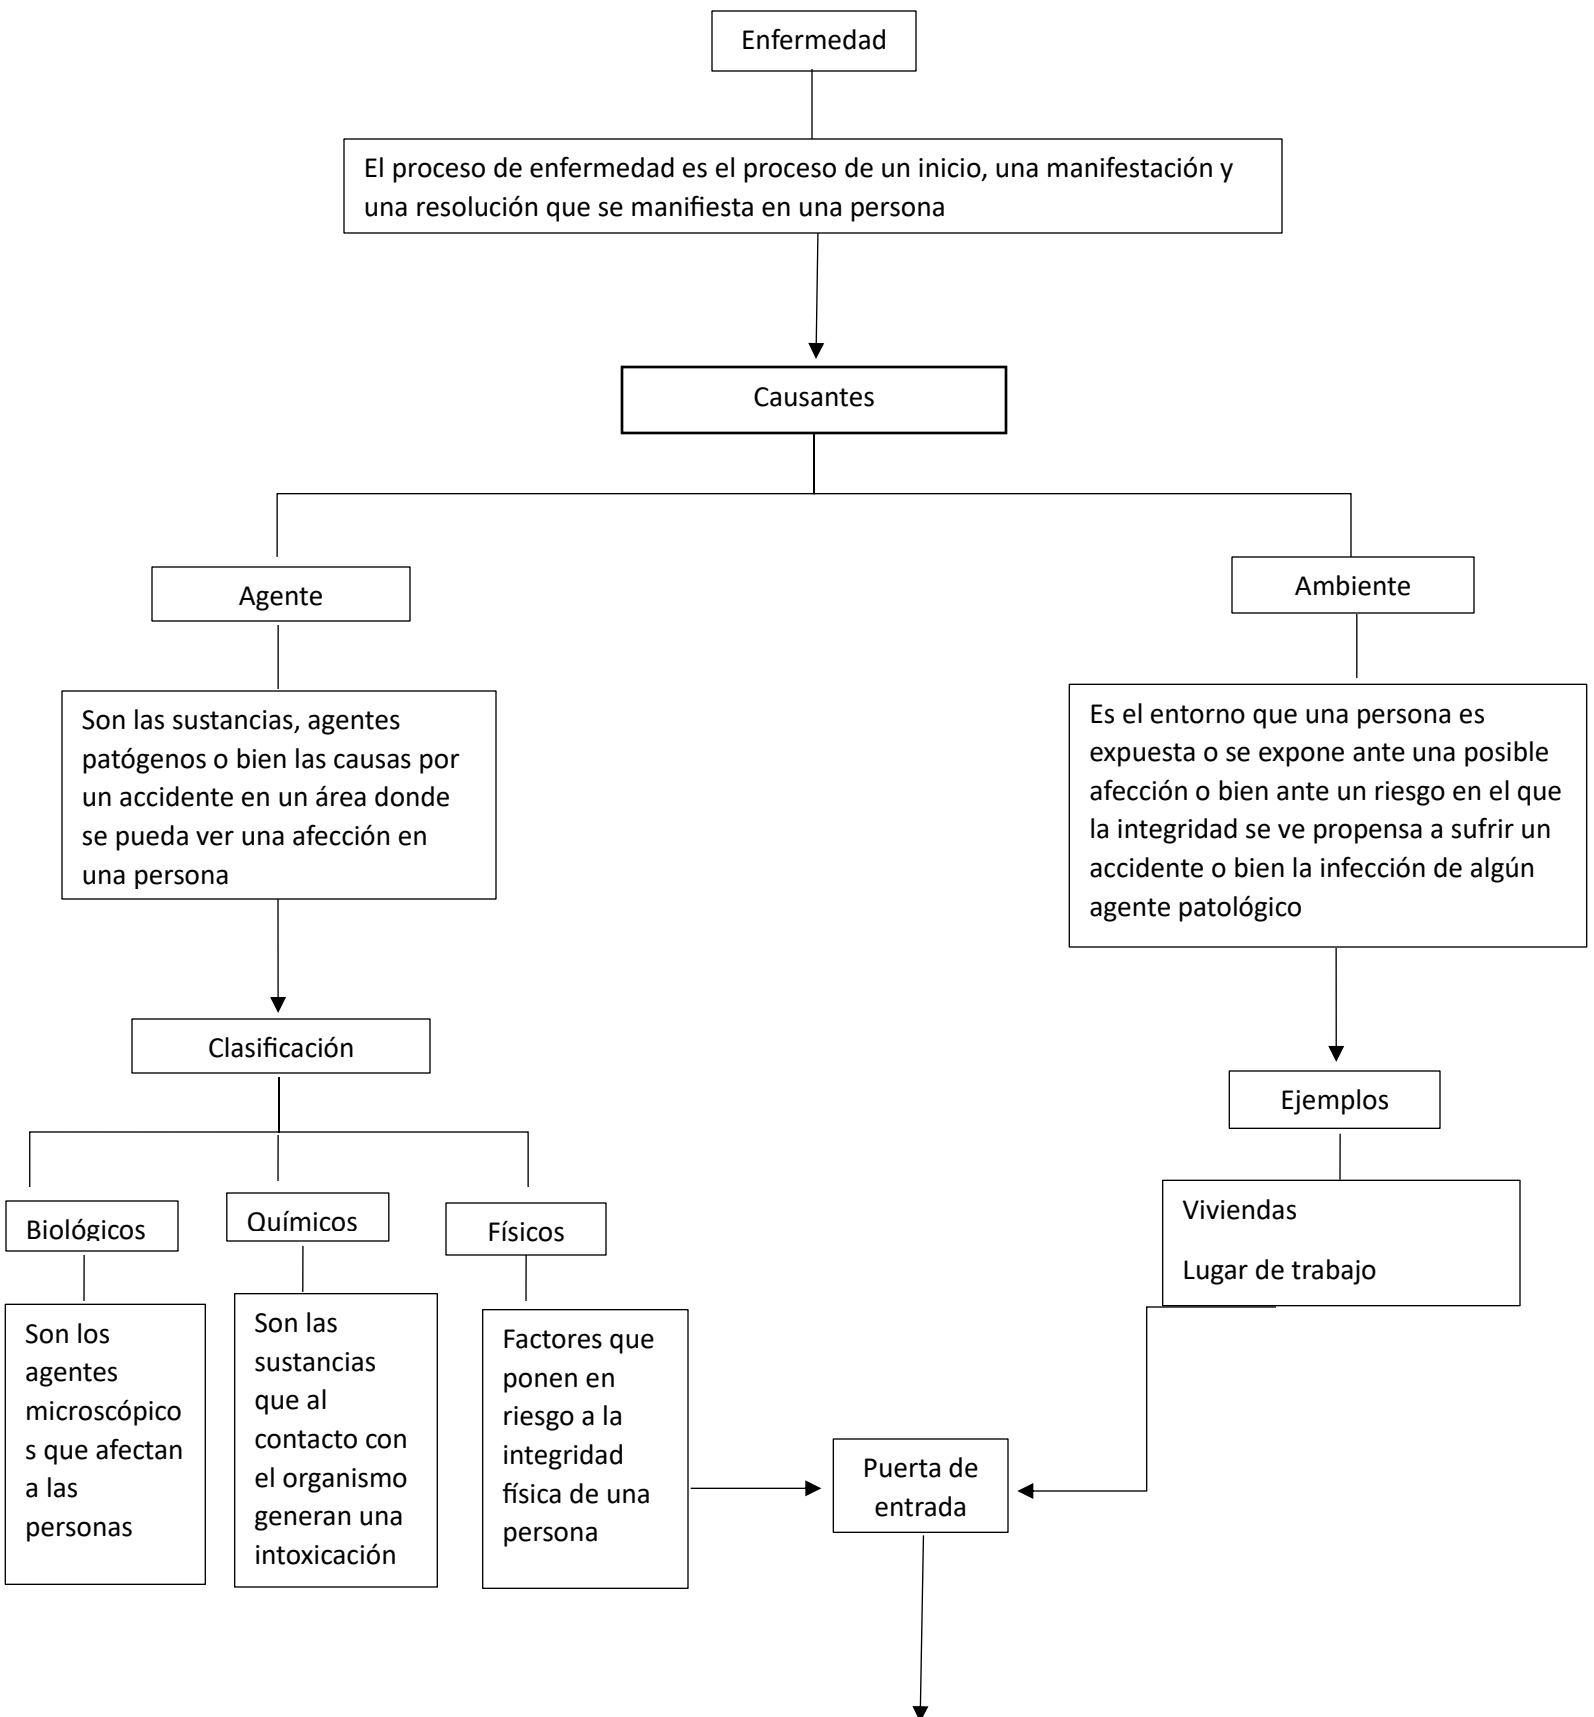 Enfermedad
El proceso de enfermedad es el proceso de un inicio, una manifestación y
una resolución que se manifiesta en una persona
Causantes
Agente
Ambiente
Son las sustancias, agentes
patógenos o bien las causas por
un accidente en un área donde
se pueda ver una afección en
una persona
Es el entorno que una persona es
expuesta o se expone ante una posible
afección o bien ante un riesgo en el que
la integridad se ve propensa a sufrir un
accidente o bien la infección de algún
agente patológico
Clasificación
Ejemplos
Viviendas
Lugar de trabajo
Biológicos
Químicos
Físicos
Son los
agentes
microscópico
s que afectan
a las
personas
Son las
sustancias
que al
contacto con
el organismo
generan una
intoxicación
Factores que
ponen en
riesgo a la
integridad
física de una
persona
Puerta de
entrada